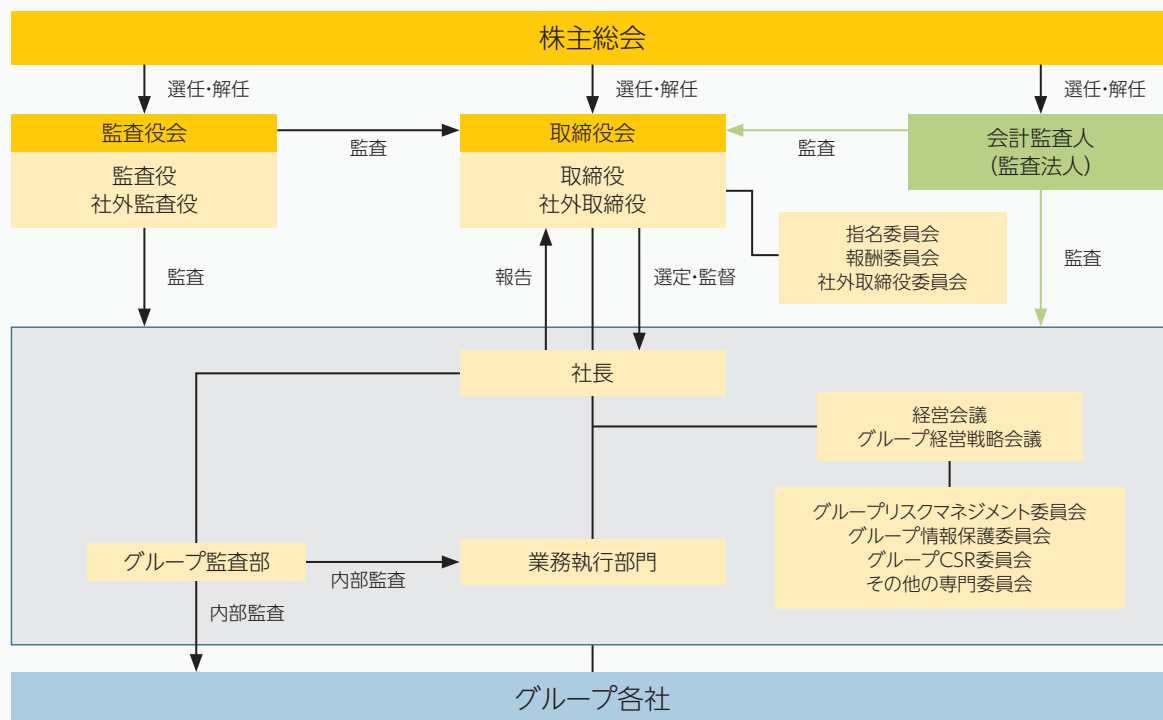 株主総会
選任・解任
選任・解任
選任・解任
監査役会
監査
取締役会
監査
会計監査人
(監査法人)
監査役
社外監査役
取締役
社外取締役
指名委員会
報酬委員会
社外取締役委員会
監査
報告
選定・監督
監査
社長
経営会議
グループ経営戦略会議
グループリスクマネジメント委員会
グループ情報保護委員会
グループCSR委員会
その他の専門委員会
グループ監査部
内部監査
業務執行部門
内部監査
グループ各社